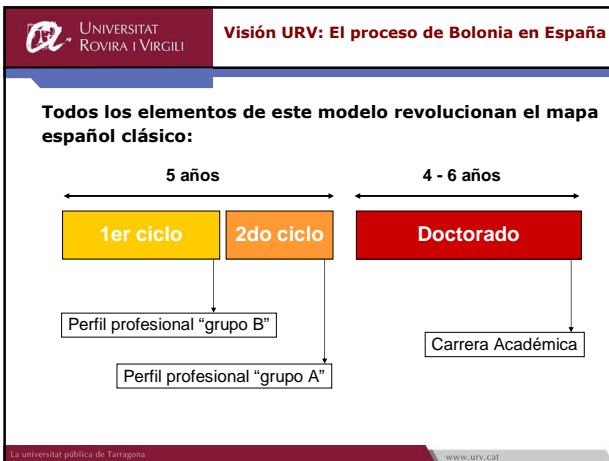 UNIVERSITAT
ROVIRA I VIRGILI
Visión URV: El proceso de Bolonia en España
Todos los elementos de este modelo revolucionan el mapa
español clásico:
5 años
4 - 6 años
1er ciclo
2do ciclo
Doctorado
Perfil profesional “grupo B”
Carrera Académica
Perfil profesional “grupo A”
La universitat pública de Tarragona
www.urv.cat